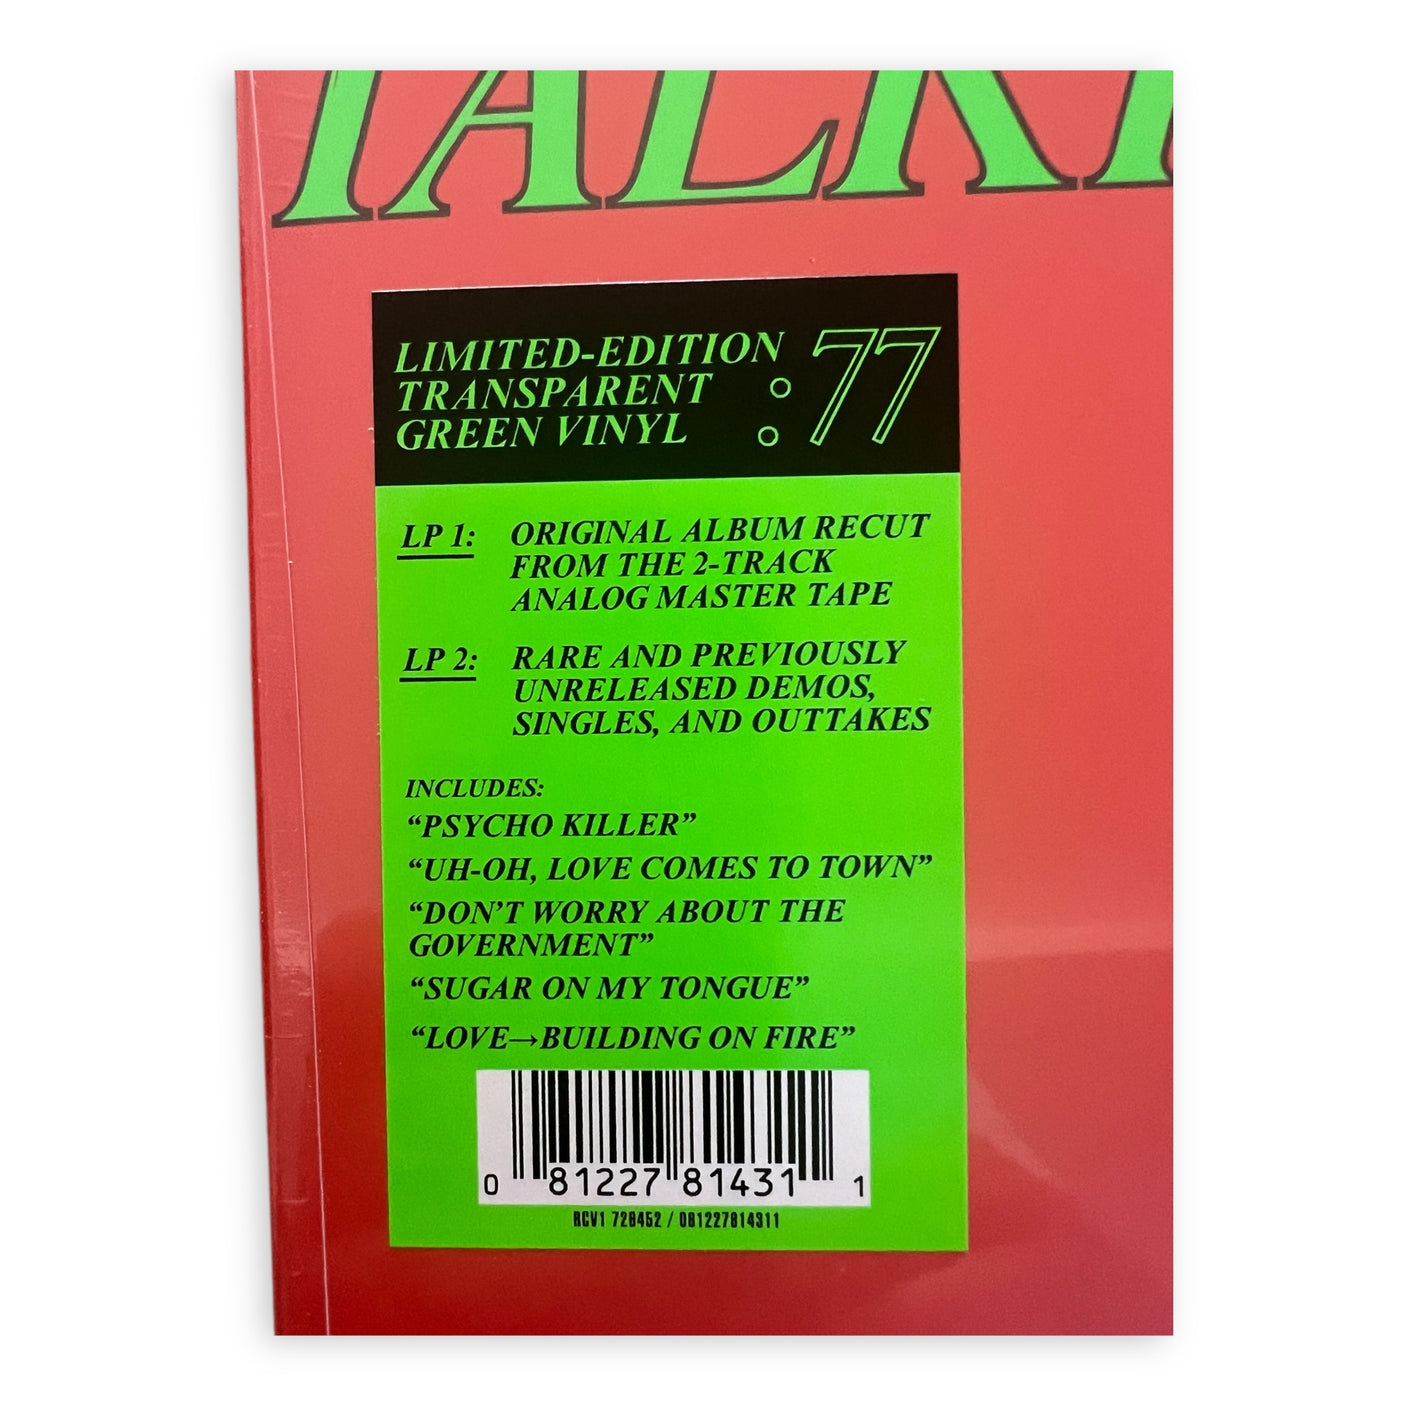 TALKI
LIMITED-EDITION
TRANSPARENT
GREEN VINYL
:77
LP 1: ORIGINAL ALBUM RECUT
FROM THE 2-TRACK
ANALOG MASTER TAPE
LP 2: RARE AND PREVIOUSLY
UNRELEASED DEMOS,
SINGLES, AND OUTTAKES
INCLUDES:
“PSYCHO KILLER”
“UH-OH, LOVE COMES TO TOWN”
“DON’T WORRY ABOUT THE
GOVERNMENT”
“SUGAR ON MY TONGUE”
“LOVE→BUILDING ON FIRE”
0 81227 81431 1
RCV1 726452 / 081227814311